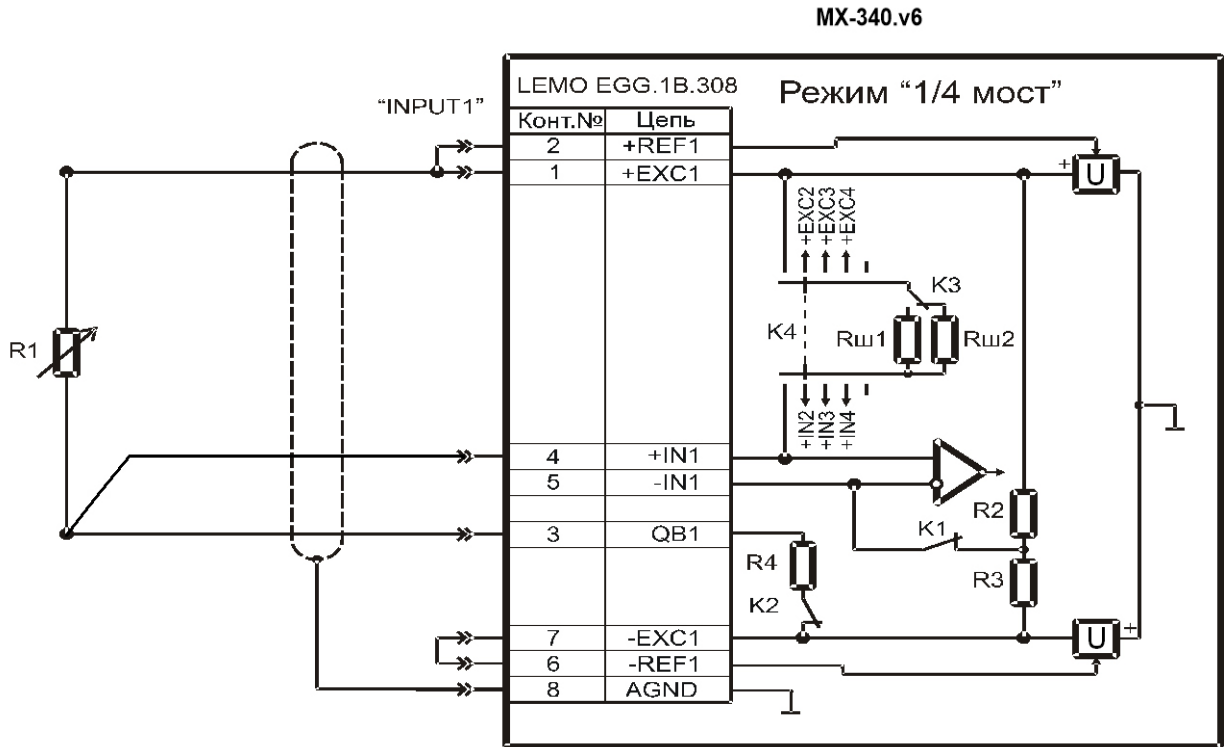 MX-340.v6
LEMO EGG.1B.308
Режим “1/4 мост”
“INPUT1”
Конт.№ Цепь
2 +REF1
1 +EXC1
+ U
+EXC2
+EXC3
+EXC4
K3
K4
Rш1
Rш2
R1
+IN2
+IN3
+IN4
4 +IN1
5 -IN1
R2
K1
3 QB1
R4
R3
K2
7 -EXC1
U +
6 -REF1
8 AGND